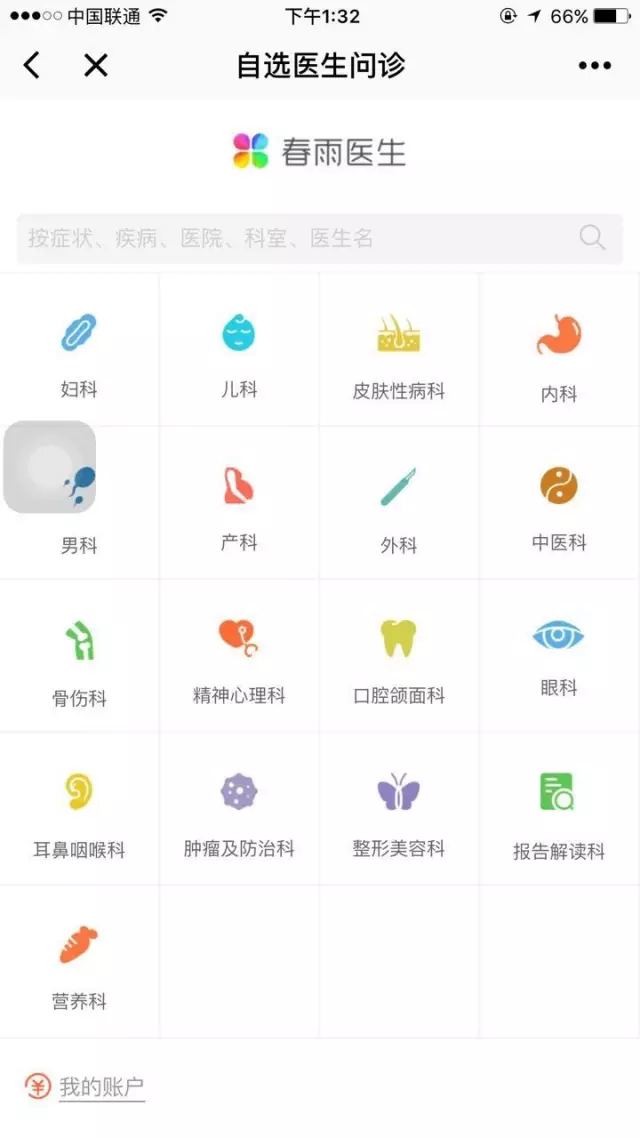 中国联通 下午1:32 66%
自选医生问诊
春雨医生
按症状、疾病、医院、科室、医生名
妇科 儿科 皮肤性病科 内科
男科 产科 外科 中医科
骨伤科 精神心理科 口腔颌面科 眼科
耳鼻咽喉科 肿瘤及防治科 整形美容科 报告解读科
营养科
我的账户